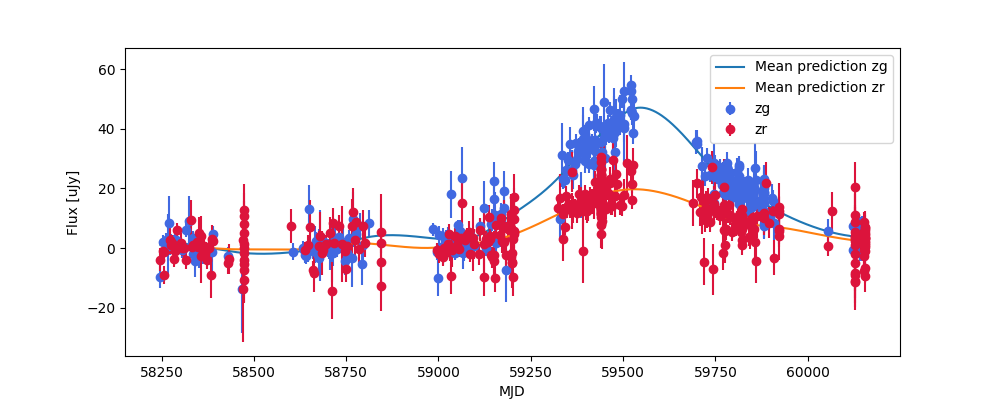 60
40
20
0
−20
Flux [uJy]
58250 58500 58750 59000 59250 59500 59750 60000
MJD
Mean prediction zg
Mean prediction zr
zg
zr